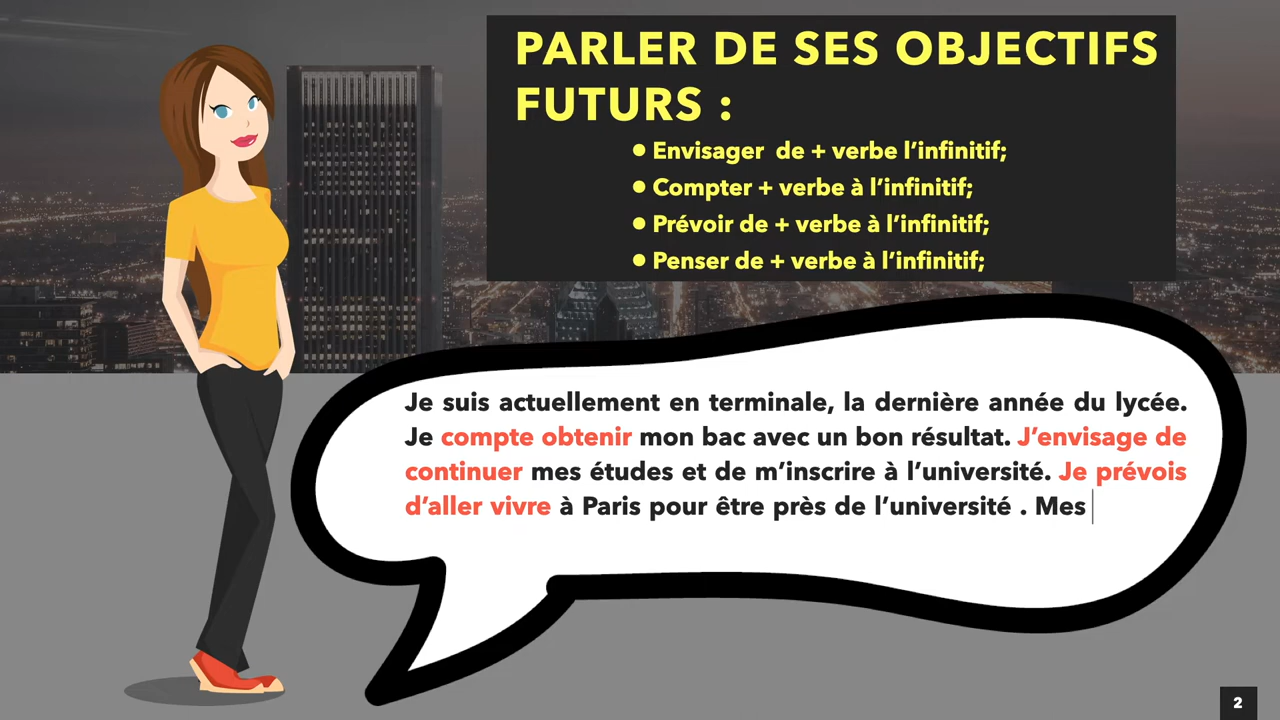 PARLER DE SES OBJECTIFS
FUTURS :
• Envisager de + verbe l’infinitif;
• Compter + verbe à l’infinitif;
• Prévoir de + verbe à l’infinitif;
• Penser de + verbe à l’infinitif;
Je suis actuellement en terminale, la dernière année du lycée.
Je compte obtenir mon bac avec un bon résultat. J’envisage de
continuer mes études et de m’inscrire à l’université. Je prévois
d’aller vivre à Paris pour être près de l’université . Mes
2